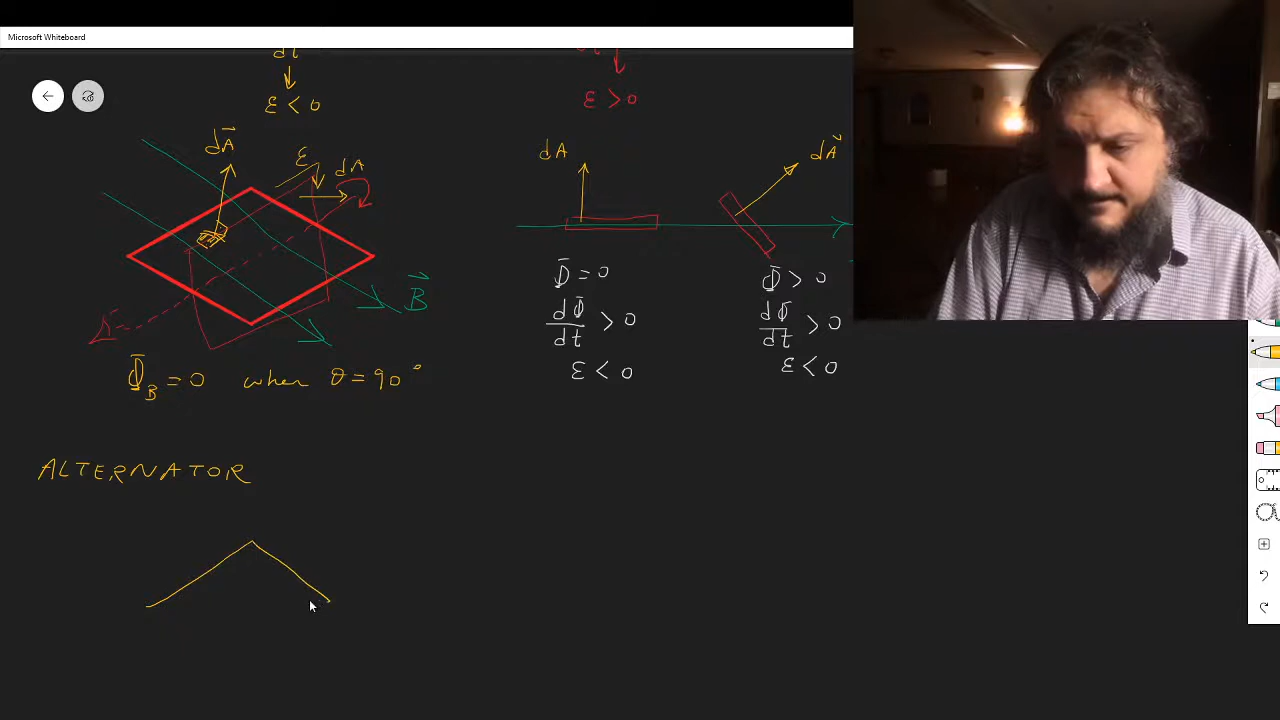 Microsoft Whiteboard
dt
↓
ε < 0
↓
ε > 0
dA⃗
ε
dA
B⃗
Φ_B = 0 when θ = 90°
dA
Φ = 0
dΦ/dt > 0
ε < 0
dA⃗
Φ > 0
dΦ/dt > 0
ε < 0
ALTERNATOR